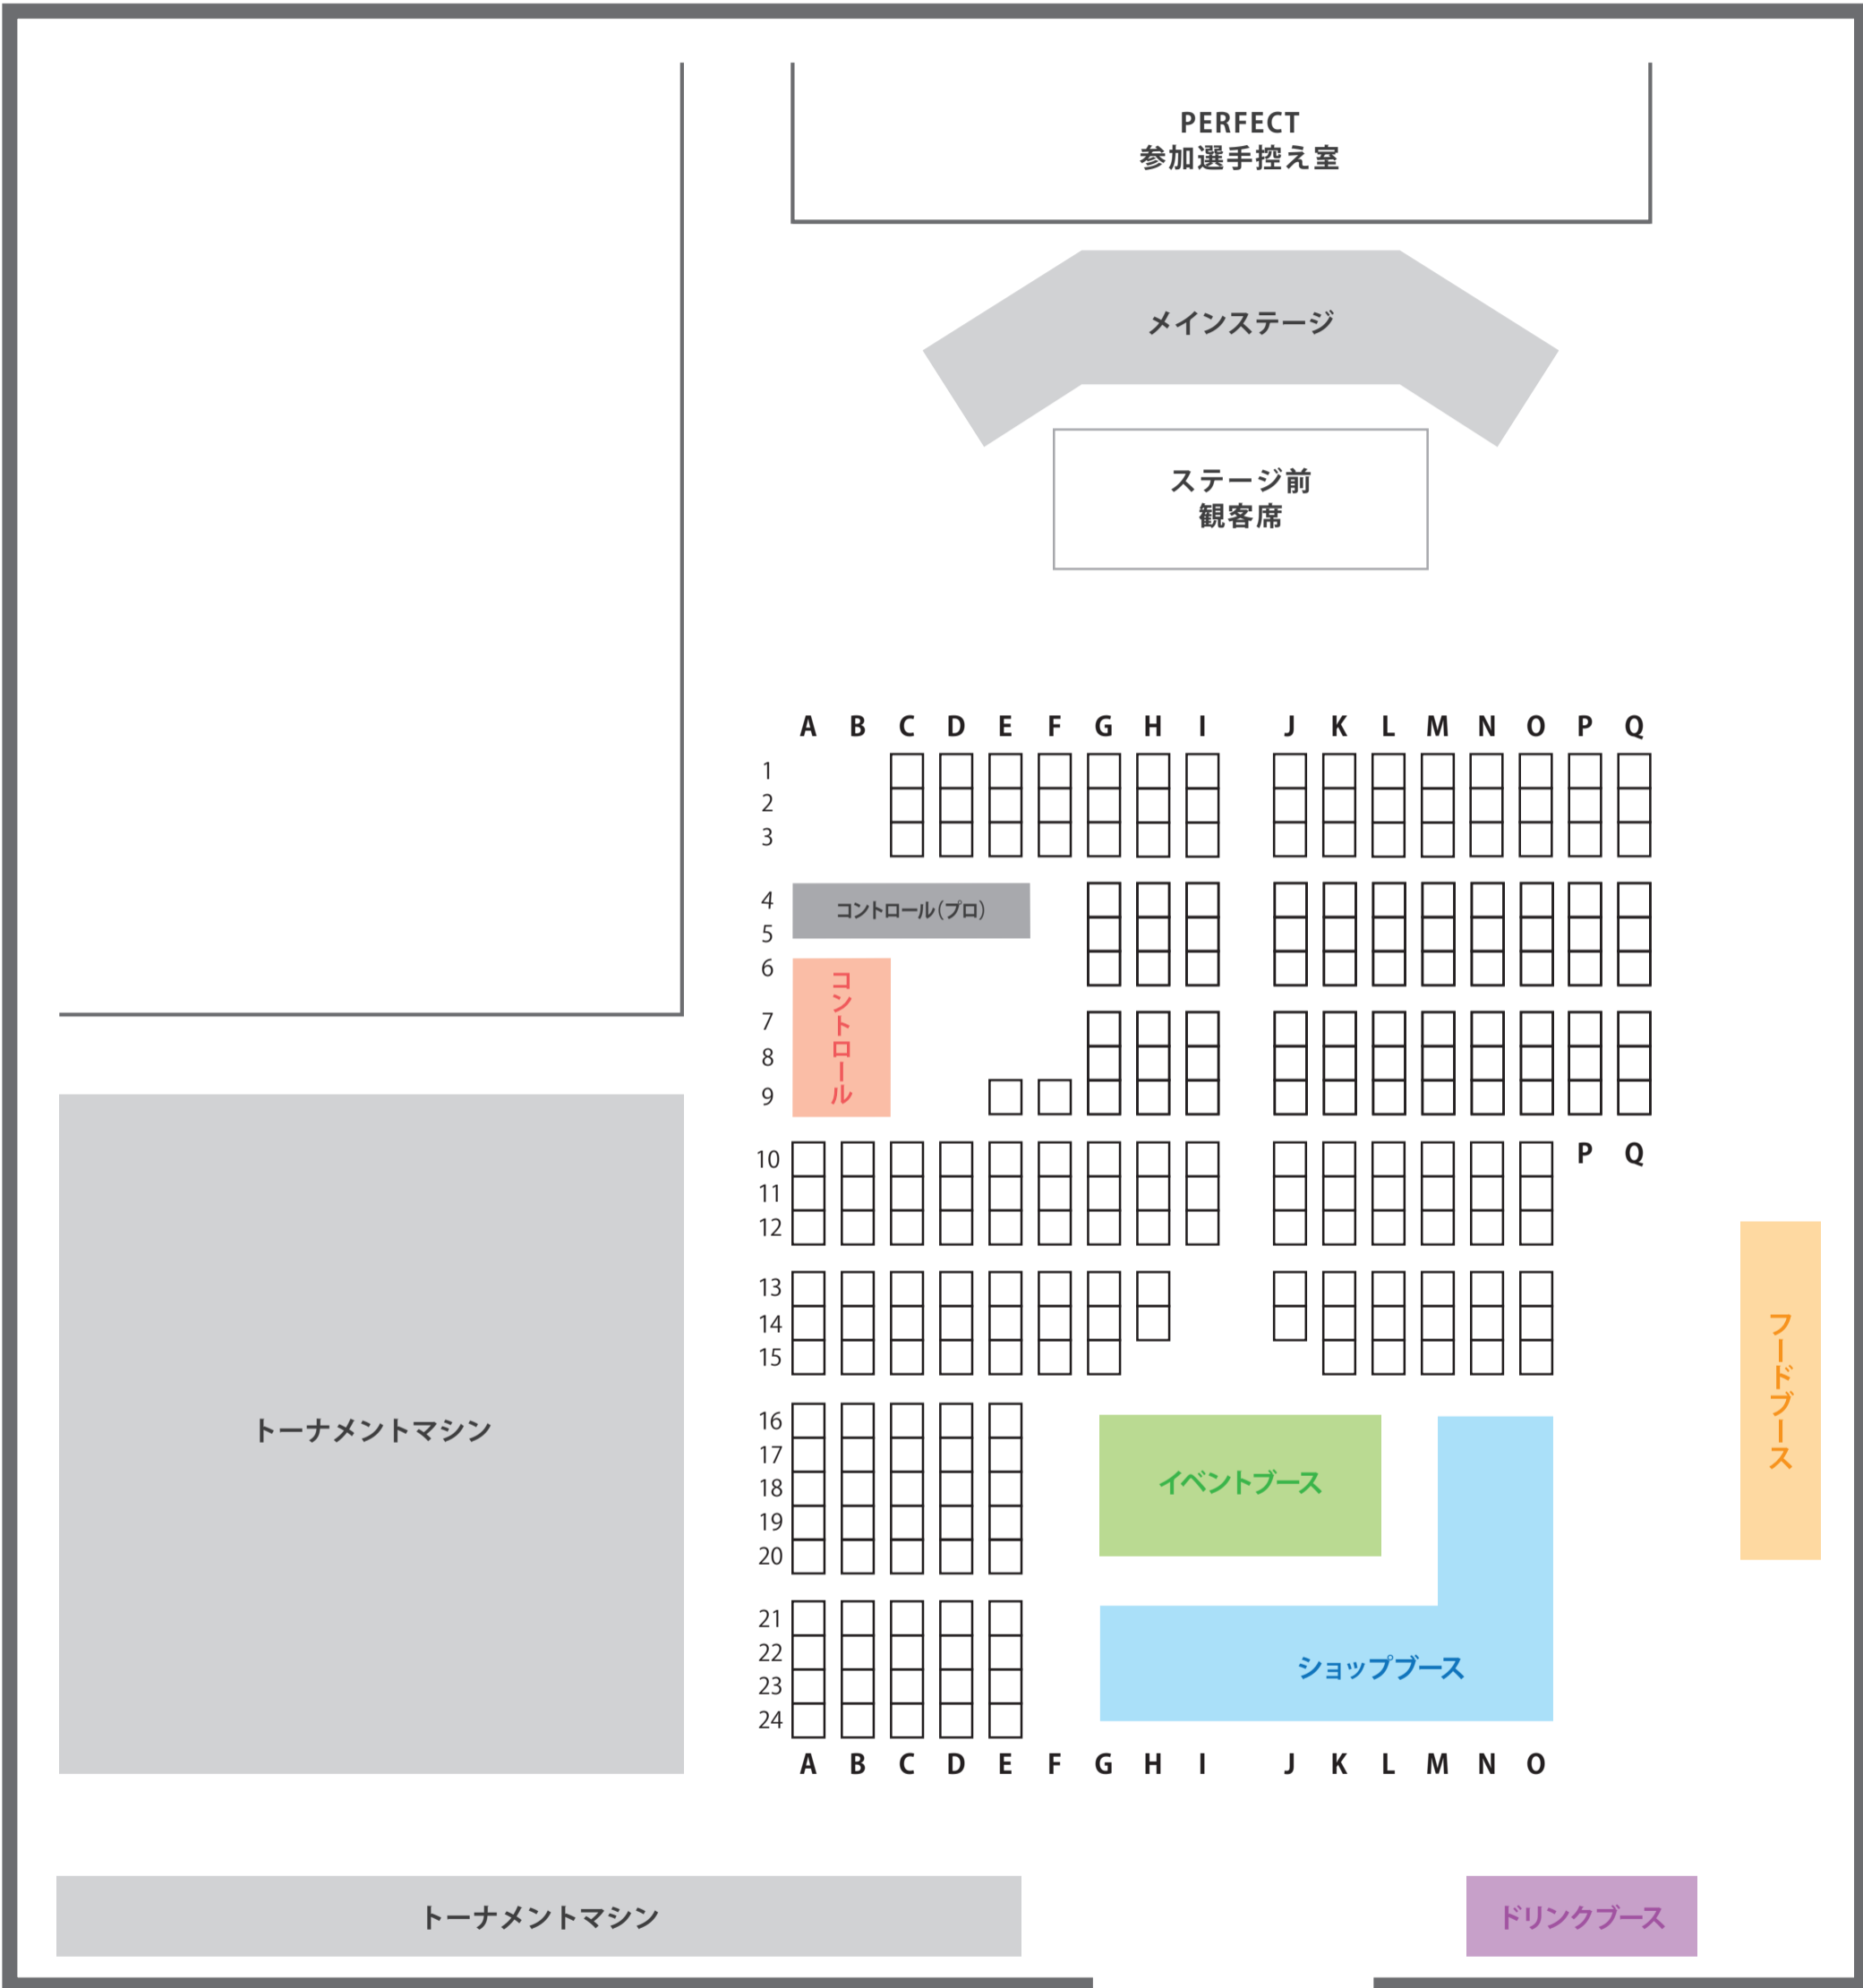 PERFECT
参加選手控え室
メインステージ
ステージ前
観客席
A B C D E F G H I J K L M N O P Q
1
2
3
4
コントロール(プロ)
5
6
コントロール
7
8
9
10
P Q
11
12
13
14
15
フードブース
16
17
18
19
20
トーナメントマシン
イベントブース
21
22
23
24
ショップブース
A B C D E F G H I J K L M N O
トーナメントマシン
ドリンクブース